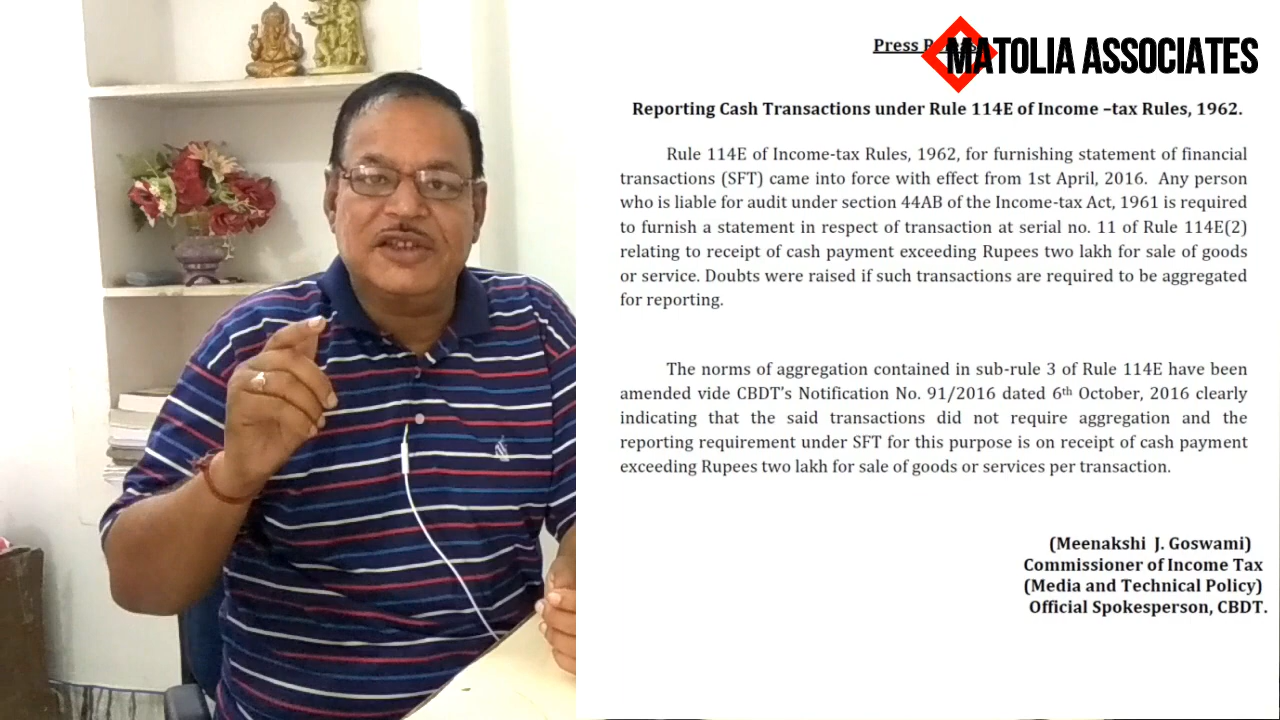 Press Release
MATOLIA ASSOCIATES
Reporting Cash Transactions under Rule 114E of Income –tax Rules, 1962.
Rule 114E of Income-tax Rules, 1962, for furnishing statement of financial
transactions (SFT) came into force with effect from 1st April, 2016. Any person
who is liable for audit under section 44AB of the Income-tax Act, 1961 is required
to furnish a statement in respect of transaction at serial no. 11 of Rule 114E(2)
relating to receipt of cash payment exceeding Rupees two lakh for sale of goods
or service. Doubts were raised if such transactions are required to be aggregated
for reporting.
The norms of aggregation contained in sub-rule 3 of Rule 114E have been
amended vide CBDT’s Notification No. 91/2016 dated 6th October, 2016 clearly
indicating that the said transactions did not require aggregation and the
reporting requirement under SFT for this purpose is on receipt of cash payment
exceeding Rupees two lakh for sale of goods or services per transaction.
(Meenakshi J. Goswami)
Commissioner of Income Tax
(Media and Technical Policy)
Official Spokesperson, CBDT.